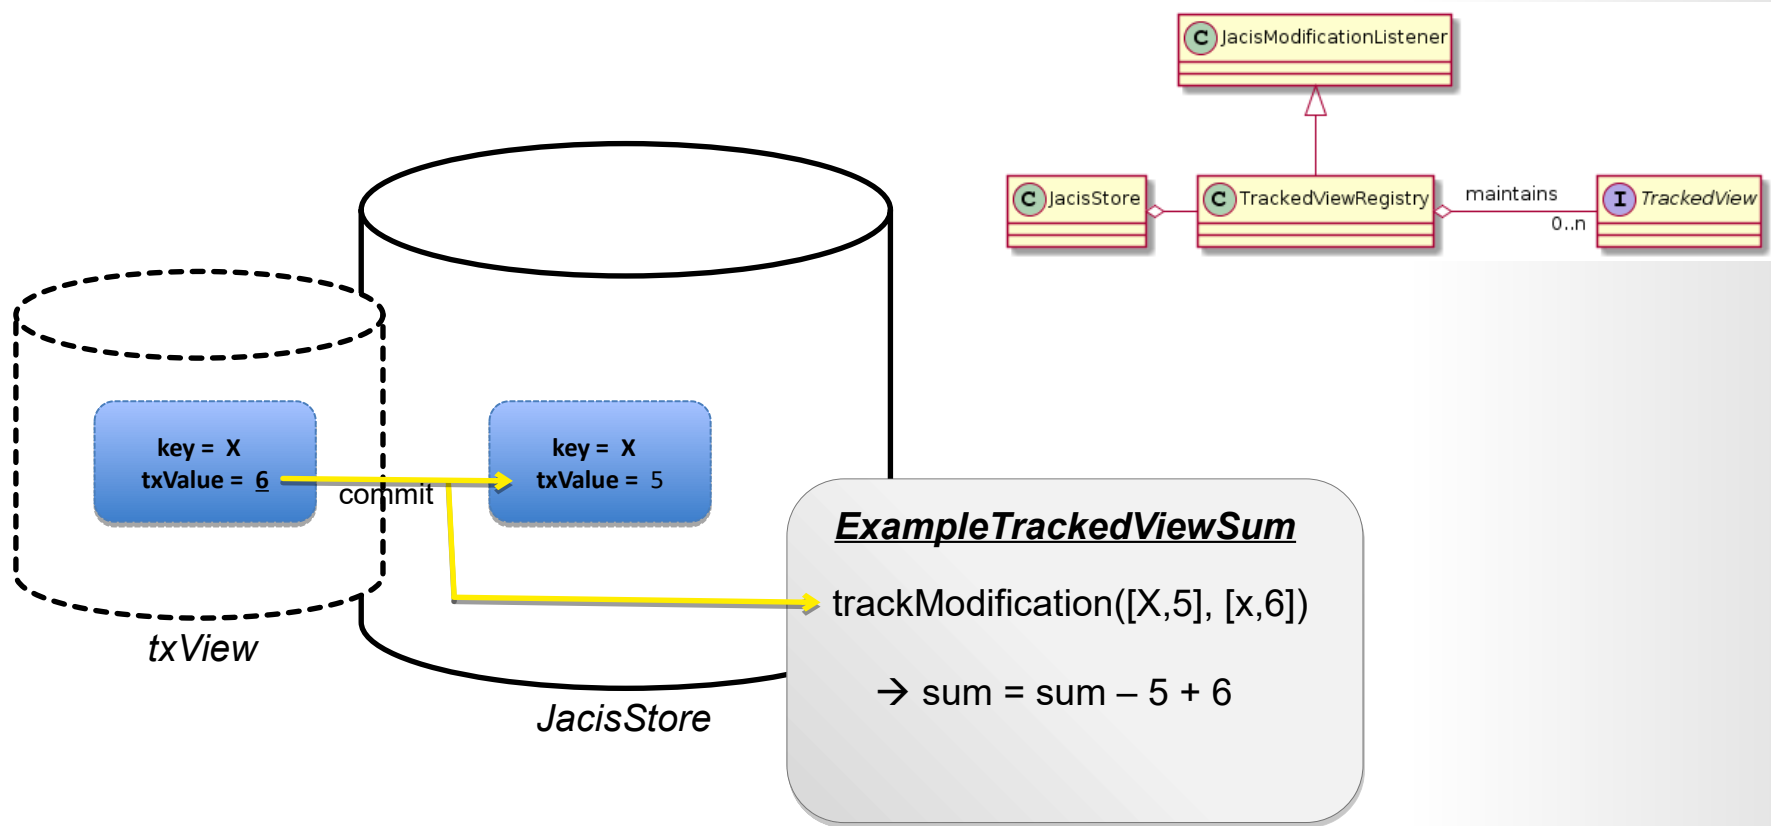 C JacisModificationListener
C JacisStore
C TrackedViewRegistry
maintains
0..n
I TrackedView
key = X
txValue = 6
commit
key = X
txValue = 5
txView
JacisStore
ExampleTrackedViewSum
trackModification([X,5], [x,6])
→ sum = sum – 5 + 6